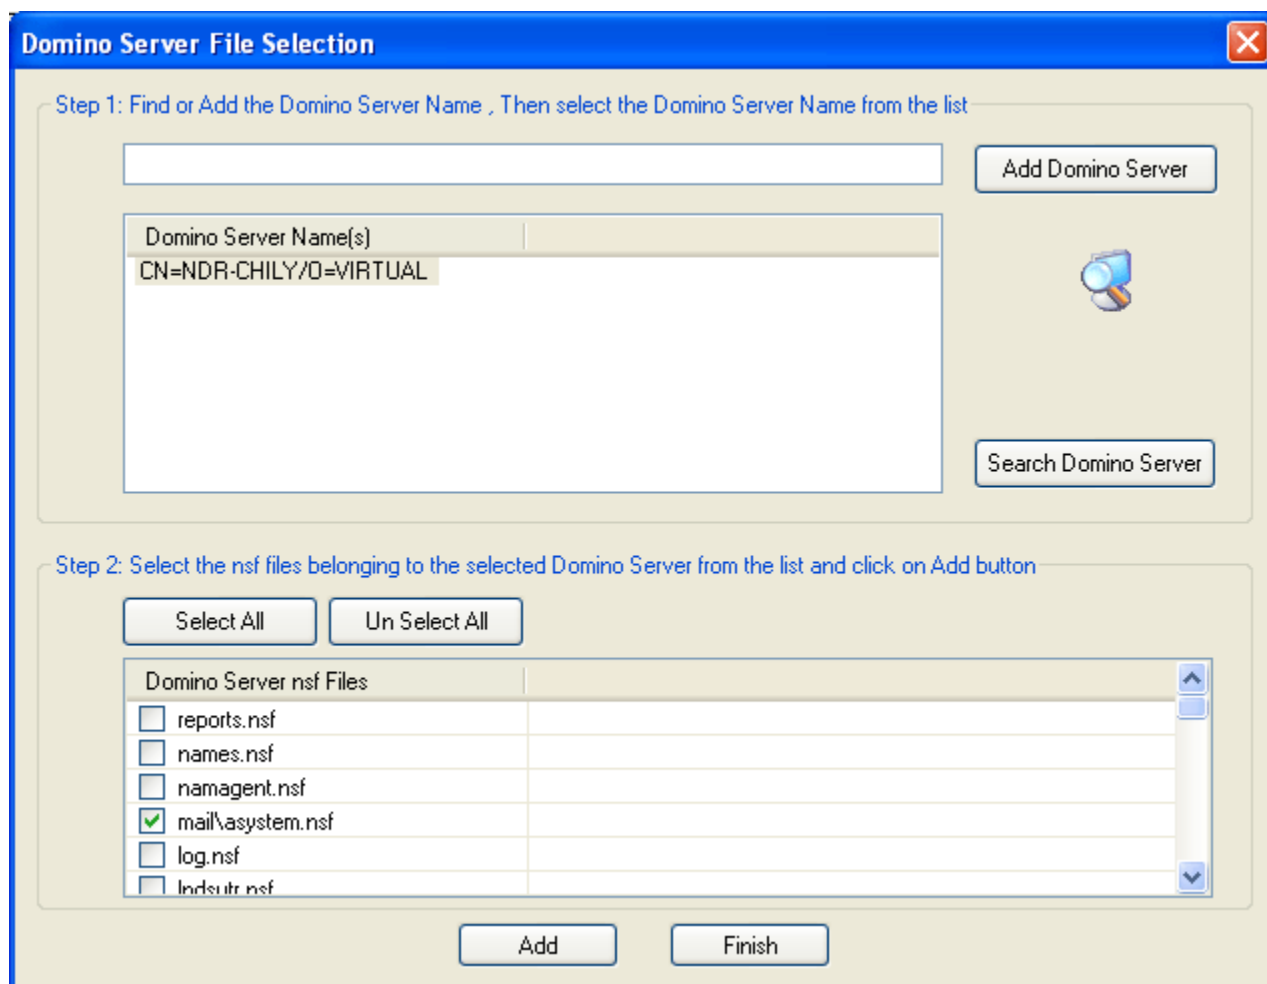 Domino Server File Selection
Step 1: Find or Add the Domino Server Name , Then select the Domino Server Name from the list
Add Domino Server
Domino Server Name(s)
CN=NDR-CHILY/O=VIRTUAL
Search Domino Server
Step 2: Select the nsf files belonging to the selected Domino Server from the list and click on Add button
Select All
Un Select All
Domino Server nsf Files
reports.nsf
names.nsf
namagent.nsf
mail\asystem.nsf
log.nsf
Add
Finish